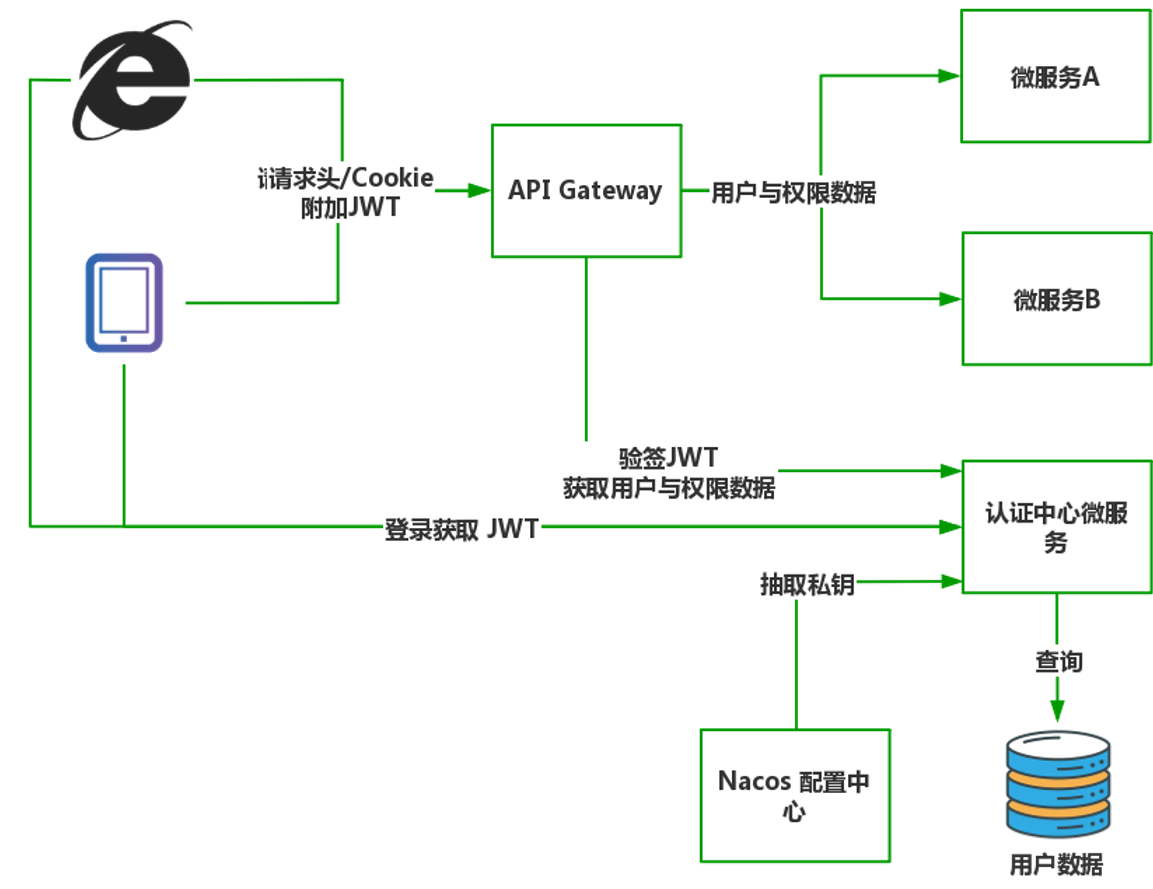 微服务A
请求头/Cookie
附加JWT
API Gateway
用户与权限数据
微服务B
验签JWT
获取用户与权限数据
登录获取 JWT
认证中心微服
务
抽取私钥
查询
Nacos 配置中
心
用户数据